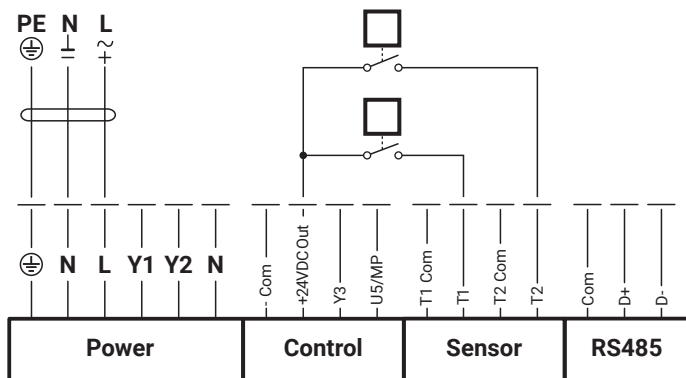 PE N L
N L Y1 Y2 N
- Com
+24VDC Out
Y3
U5/MP
T1 Com
T1
T2 Com
T2
Com
D+
D-
Power Control Sensor RS485